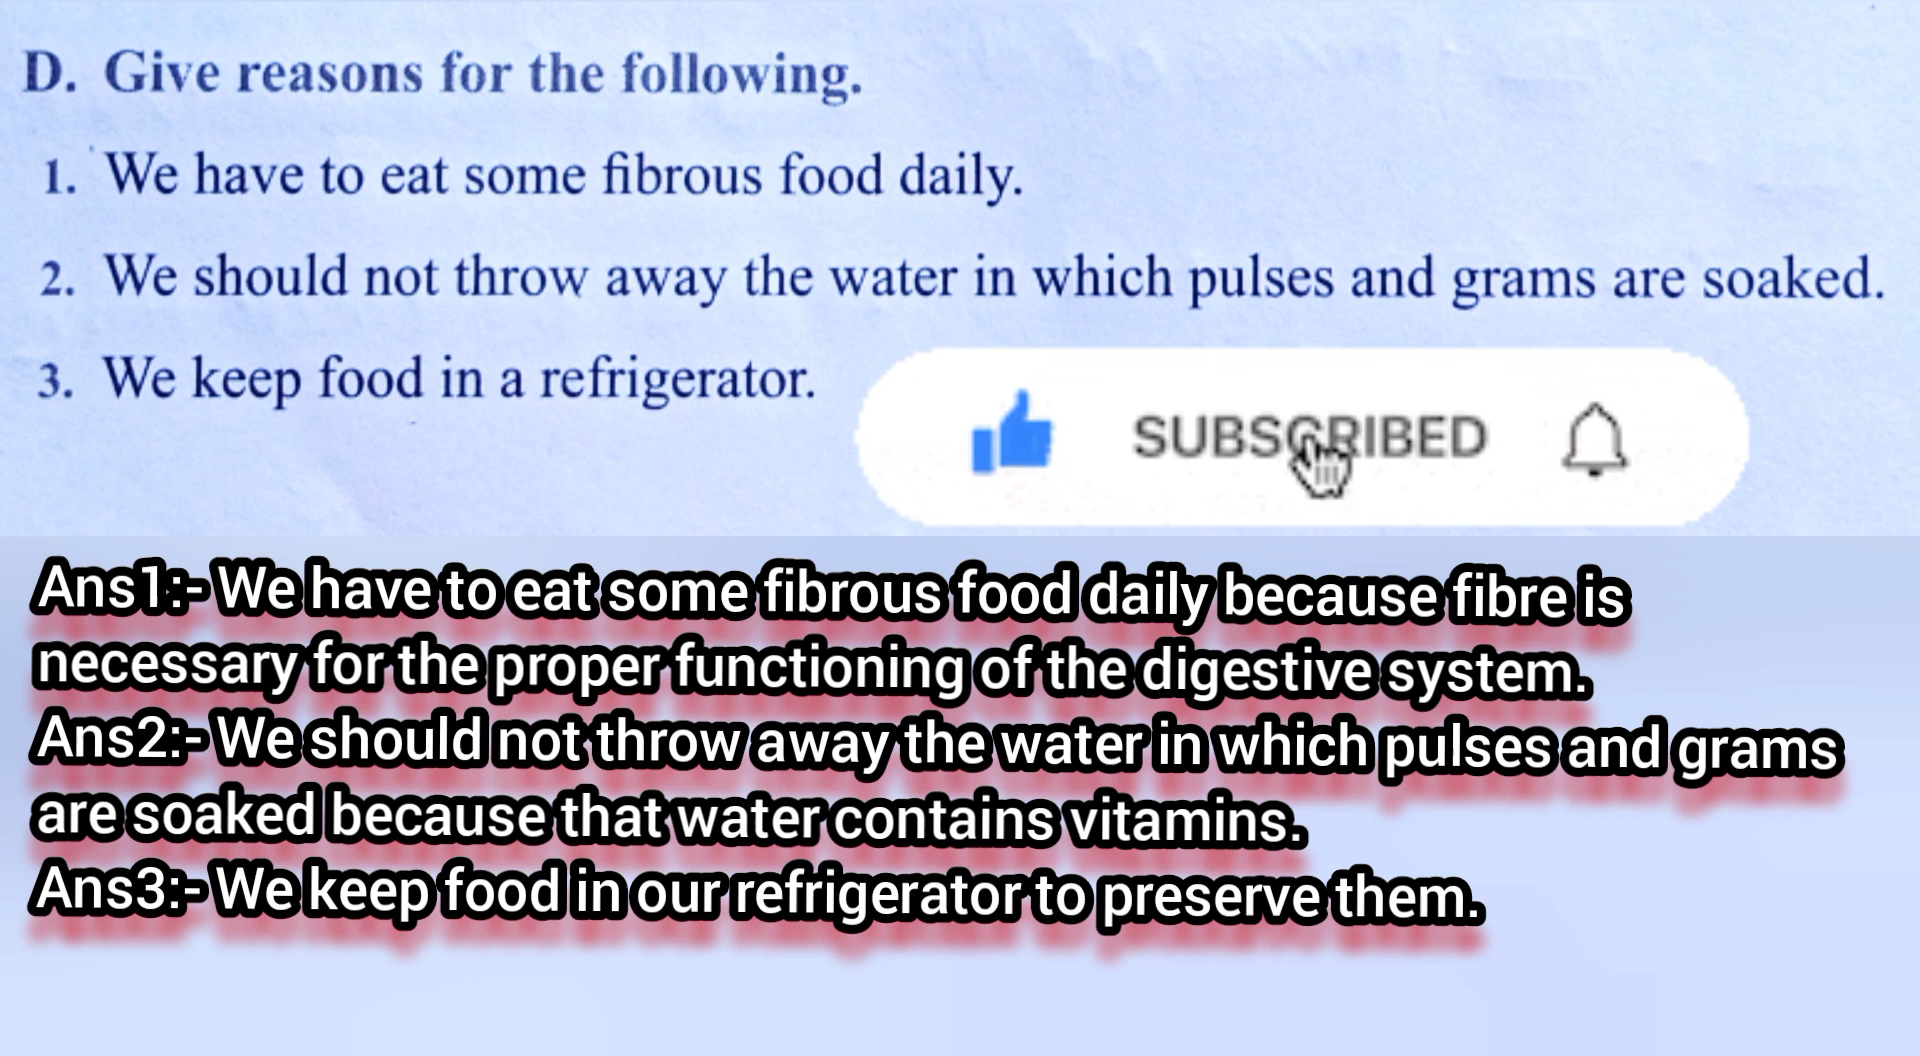 D. Give reasons for the following.
1. We have to eat some fibrous food daily.
2. We should not throw away the water in which pulses and grams are soaked.
3. We keep food in a refrigerator.
SUBSCRIBED
Ans1:- We have to eat some fibrous food daily because fibre is
necessary for the proper functioning of the digestive system.
Ans2:- We should not throw away the water in which pulses and grams
are soaked because that water contains vitamins.
Ans3:- We keep food in our refrigerator to preserve them.